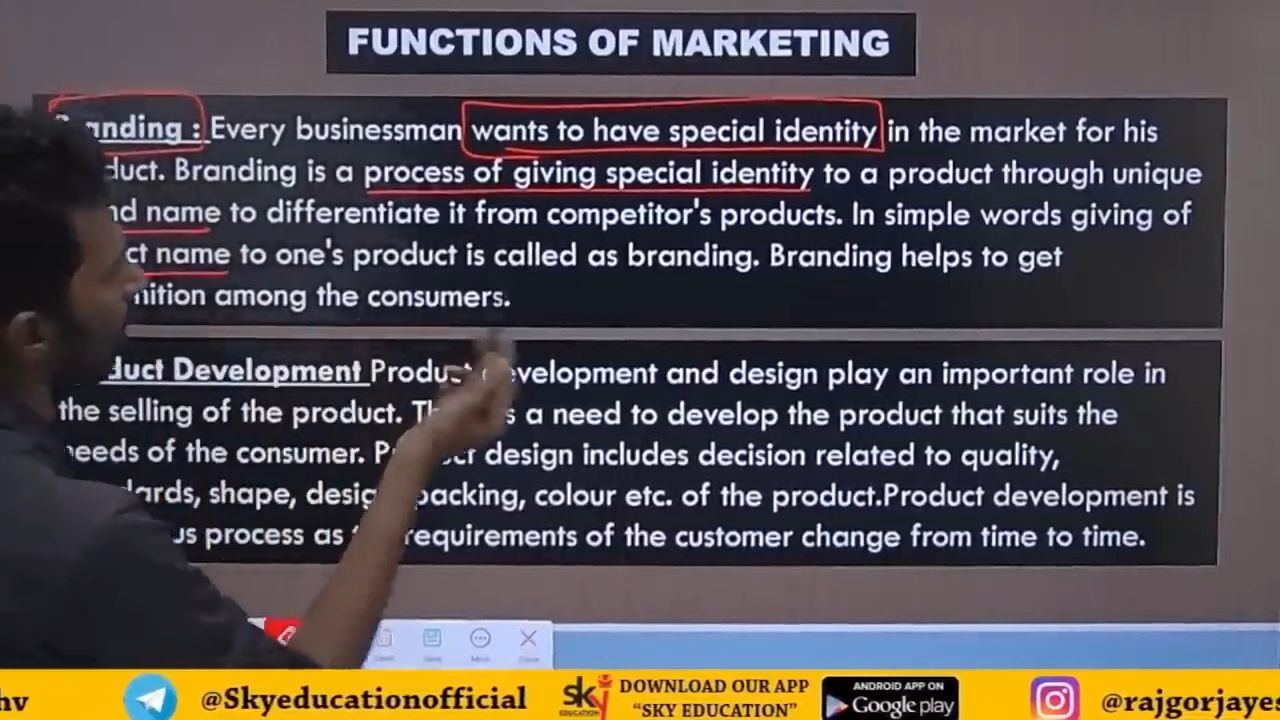 FUNCTIONS OF MARKETING
anding : Every businessman wants to have special identity in the market for his
duct. Branding is a process of giving special identity to a product through unique
nd name to differentiate it from competitor's products. In simple words giving of
ct name to one's product is called as branding. Branding helps to get
nition among the consumers.
duct Development Product evelopment and design play an important role in
the selling of the product. s a need to develop the product that suits the
needs of the consumer. design includes decision related to quality,
dards, shape, desig packing, colour etc. of the product.Product development is
us process as requirements of the customer change from time to time.
hv
@Skyeducationofficial
sky
EDUCATION
DOWNLOAD OUR APP
"SKY EDUCATION"
ANDROID APP ON
Google play
@rajgorjayes